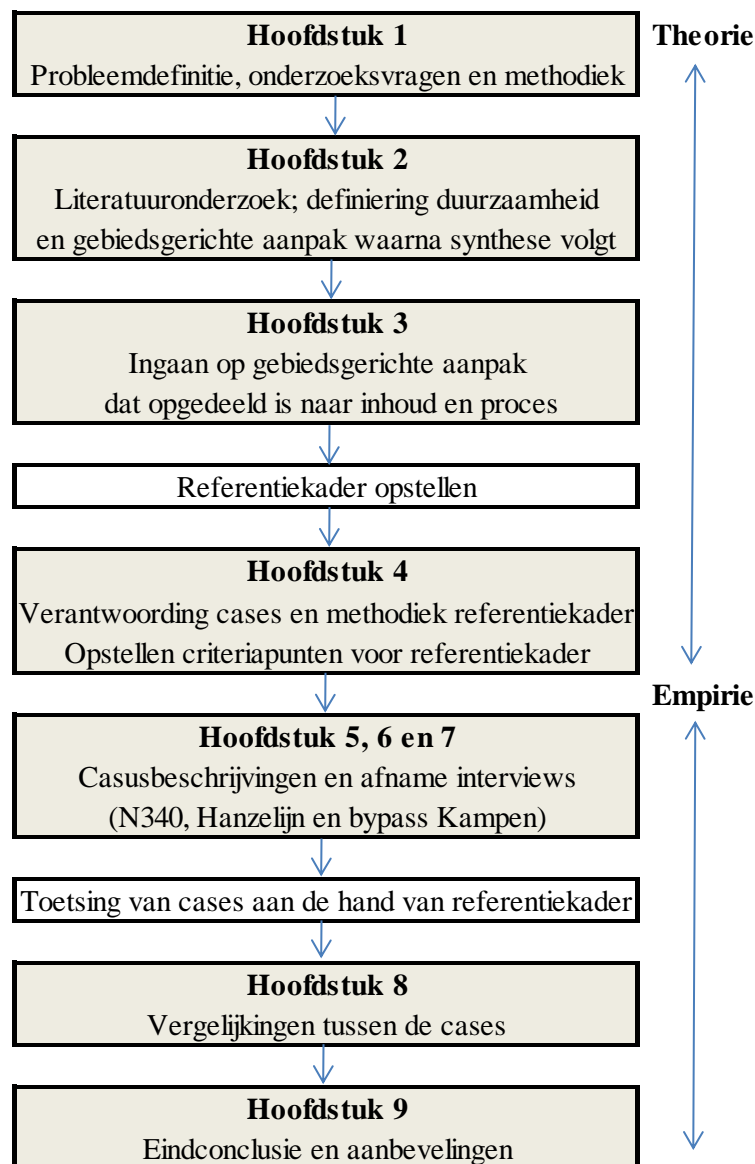 Hoofdstuk 1
Probleemdefinitie, onderzoeksvragen en methodiek
Theorie
Hoofdstuk 2
Literatuuronderzoek; definiering duurzaamheid
en gebiedsgerichte aanpak waarna synthese volgt
Hoofdstuk 3
Ingaan op gebiedsgerichte aanpak
dat opgedeeld is naar inhoud en proces
Referentiekader opstellen
Hoofdstuk 4
Verantwoording cases en methodiek referentiekader
Opstellen criteriapunten voor referentiekader
Empirie
Hoofdstuk 5, 6 en 7
Casusbeschrijvingen en afname interviews
(N340, Hanzelijn en bypass Kampen)
Toetsing van cases aan de hand van referentiekader
Hoofdstuk 8
Vergelijkingen tussen de cases
Hoofdstuk 9
Eindconclusie en aanbevelingen